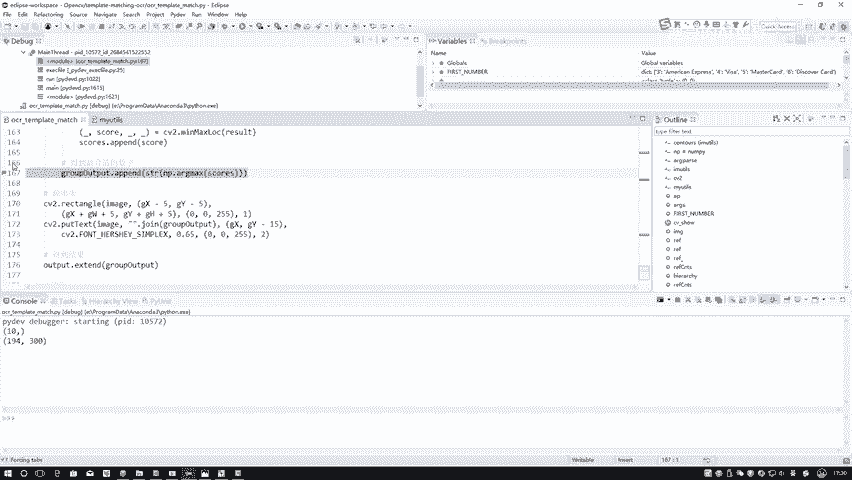 eclipse-workspace - Opencv/template-matching-ocr/ocr_template_match.py - Eclipse
File Edit Source Refactoring Source Navigate Search Project Pydev Run Window Help
Debug
MainThread - pid_10572_id_2684541522552
<module> [ocr_template_match.py:167]
execfile [_pydev_execfile.py:25]
run [pydevd.py:1022]
main [pydevd.py:1615]
<module> [pydevd.py:1621]
ocr_template_match.py [debug] [e:\ProgramData\Anaconda3\python.exe]
Variables Breakpoints
Name Value
Globals Global variables
FIRST_NUMBER dict: {'3': 'American Express', '4': 'Visa', '5': 'MasterCard', '6': 'Discover Card'}
ocr_template_match myutils
163 (_, score, _, _) = cv2.minMaxLoc(result)
164 scores.append(score)
165
166 #
167 groupOutput.append(str(np.argmax(scores)))
168
169 #
170 cv2.rectangle(image, (gX - 5, gY - 5),
171 (gX + gW + 5, gY + gH + 5), (0, 0, 255), 1)
172 cv2.putText(image, "".join(groupOutput), (gX, gY - 15),
173 cv2.FONT_HERSHEY_SIMPLEX, 0.65, (0, 0, 255), 2)
174
175 #
176 output.extend(groupOutput)
177
Outline
type filter text
contours (imutils)
np = numpy
argparse
imutils
cv2
myutils
ap
args
FIRST_NUMBER
cv_show
img
ref
ref
ref_
refCnts
hierarchy
refCnts
Console Tasks Hierarchy View PyUnit
ocr_template_match.py [debug] [e:\ProgramData\Anaconda3\python.exe]
pydev debugger: starting (pid: 10572)
(10,)
(194, 300)
>>>
Writable Insert 167 : 1
17:30